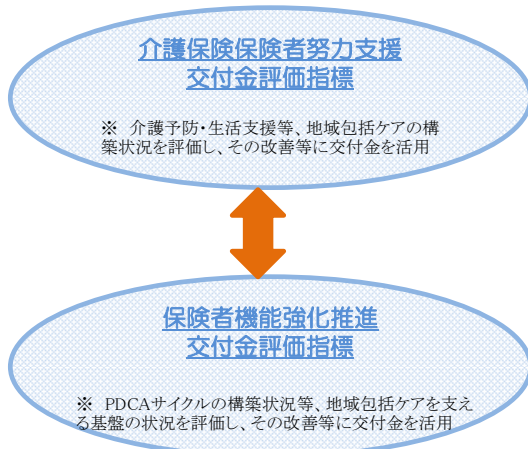 介護保険保険者努力支援
交付金評価指標
※ 介護予防・生活支援等、地域包括ケアの構
築状況を評価し、その改善等に交付金を活用
保険者機能強化推進
交付金評価指標
※ PDCAサイクルの構築状況等、地域包括ケアを支え
る基盤の状況を評価し、その改善等に交付金を活用